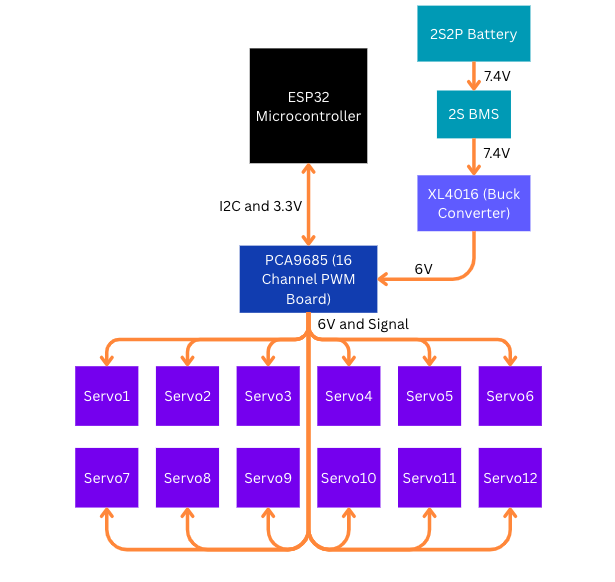 2S2P Battery
7.4V
ESP32
Microcontroller
2S BMS
7.4V
XL4016 (Buck
Converter)
I2C and 3.3V
PCA9685 (16
Channel PWM
Board)
6V
6V and Signal
Servo1
Servo2
Servo3
Servo4
Servo5
Servo6
Servo7
Servo8
Servo9
Servo10
Servo11
Servo12